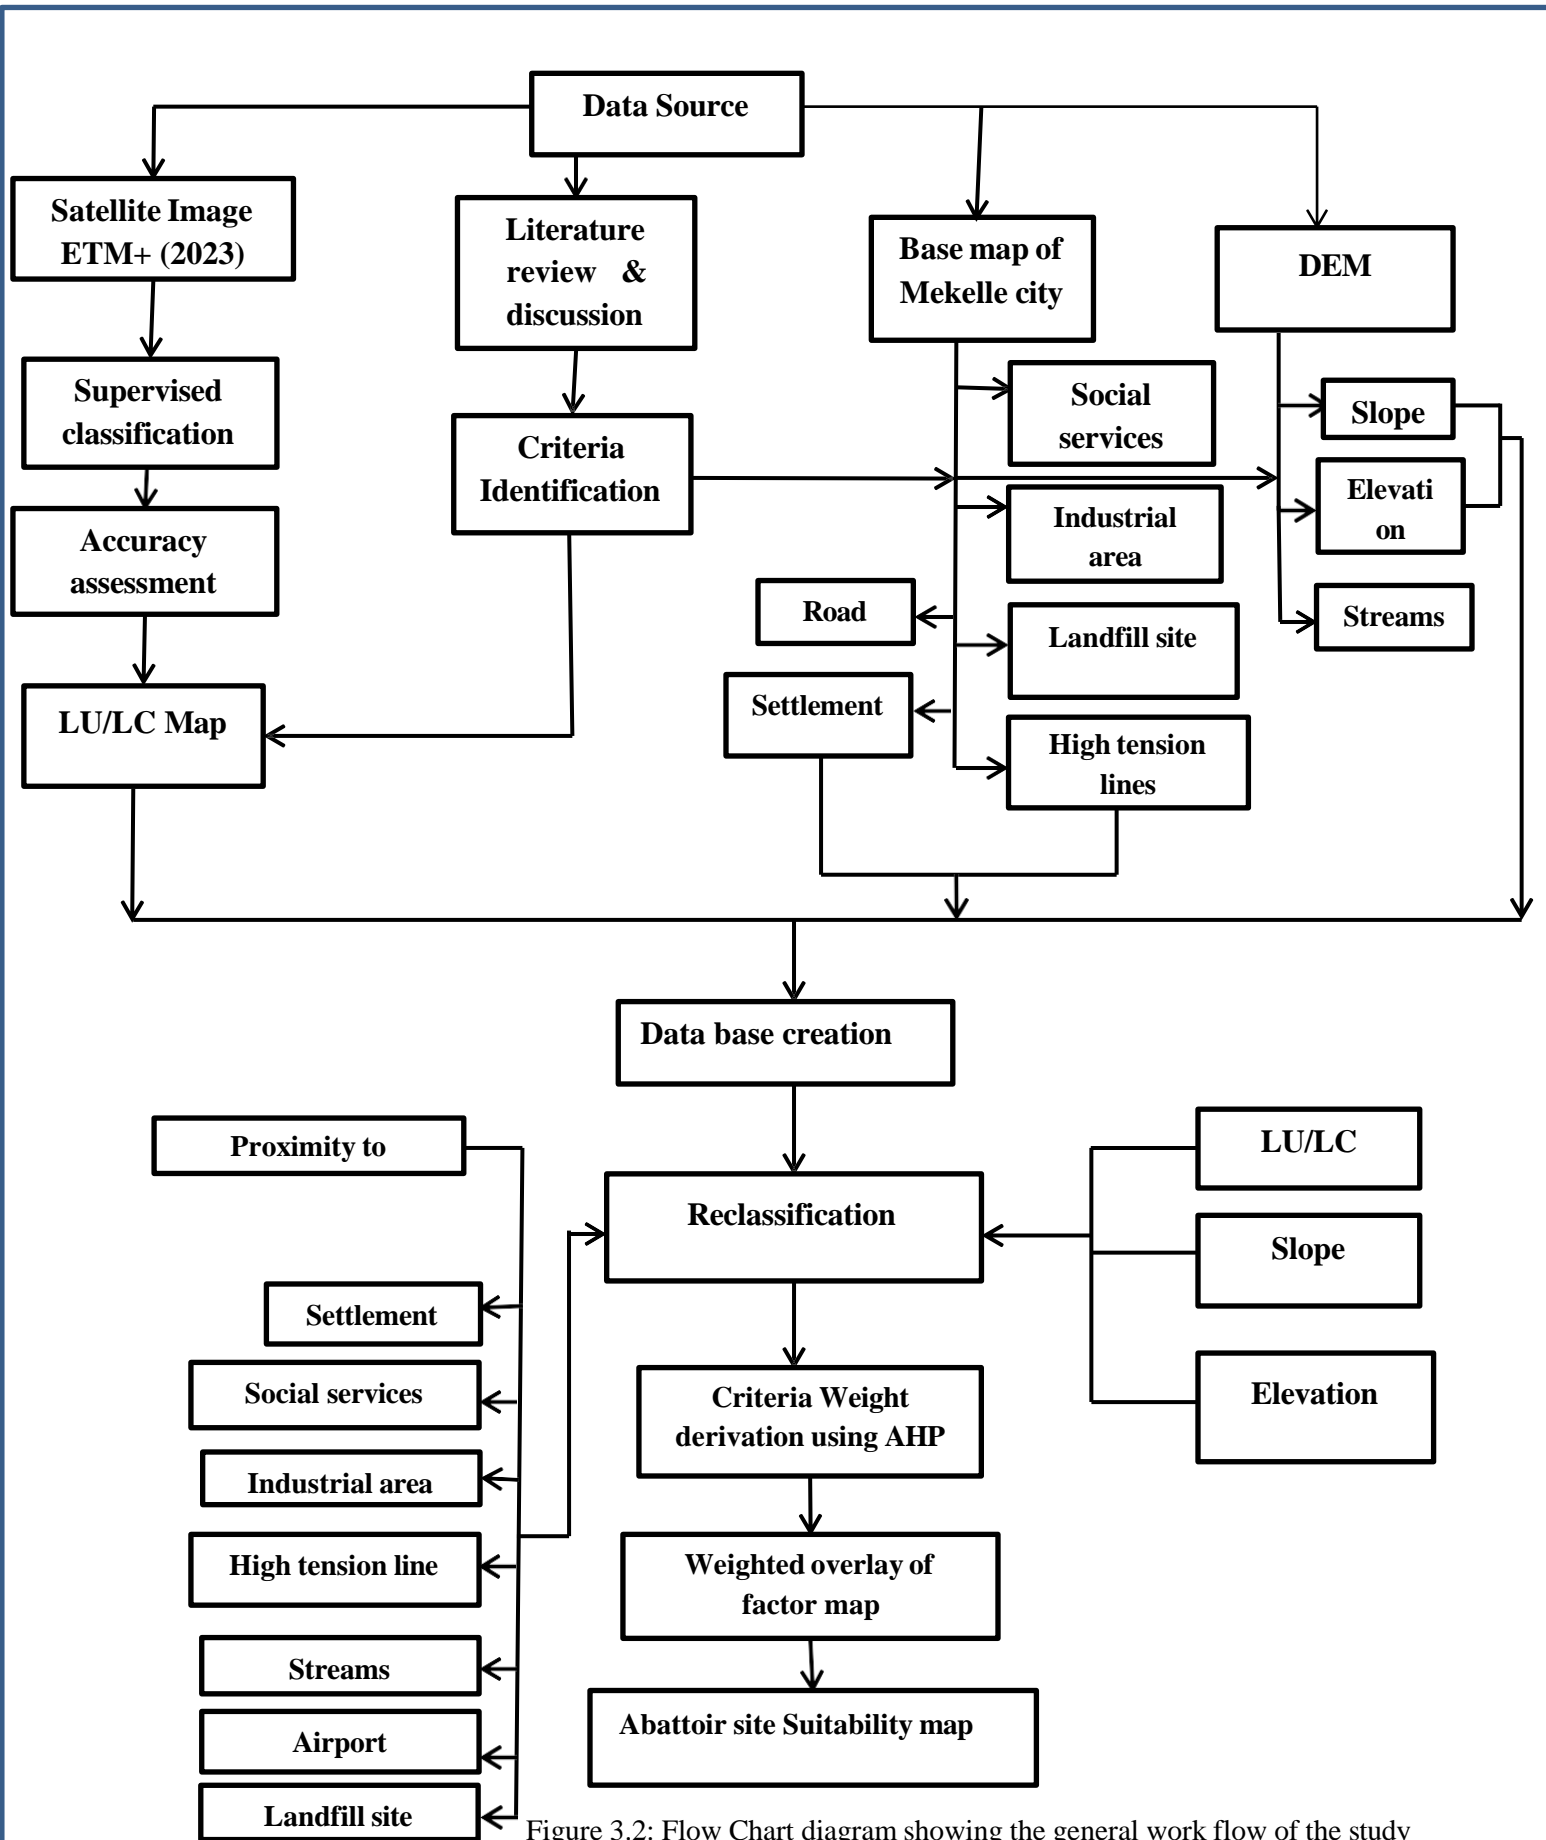 Data Source
Satellite Image
ETM+ (2023)
Literature
review & 
discussion
Base map of
Mekelle city
DEM
Supervised
classification
Criteria
Identification
Social
services
Slope
Elevati
on
Accuracy
assessment
Industrial
area
Road
Landfill site
Streams
LU/LC Map
Settlement
High tension
lines
Data base creation
Proximity to
Reclassification
LU/LC
Slope
Elevation
Settlement
Social services
Industrial area
High tension line
Streams
Airport
Landfill site
Criteria Weight
derivation using AHP
Weighted overlay of
factor map
Abattoir site Suitability map
Figure 3.2: Flow Chart diagram showing the general work flow of the study